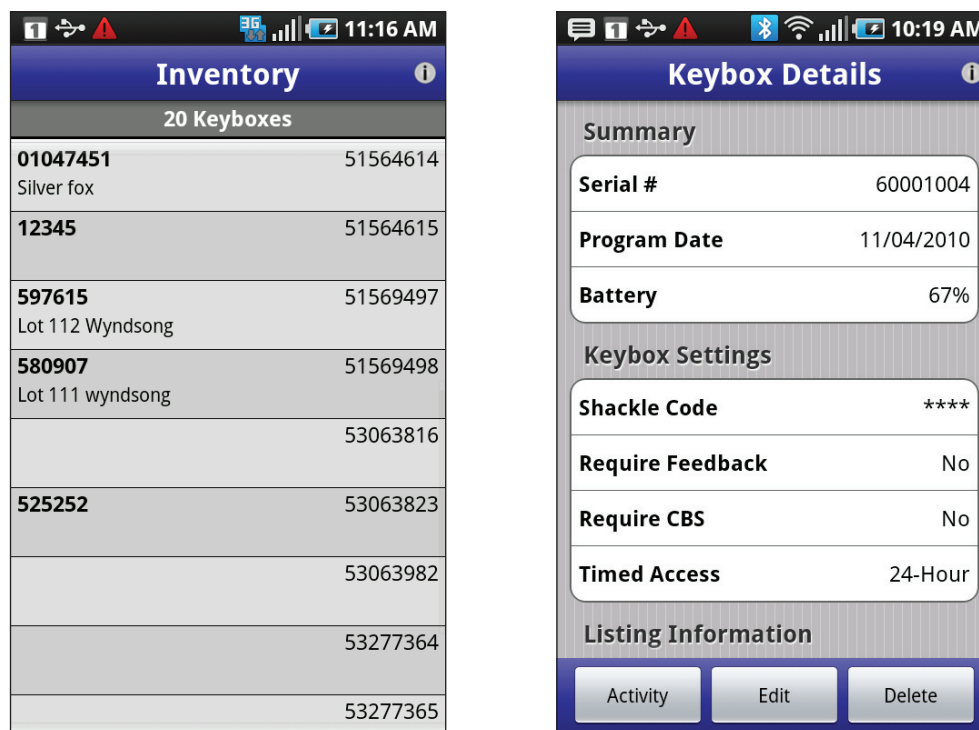 1 3G 11:16 AM
Inventory
20 Keyboxes
01047451 51564614
Silver fox
12345 51564615
597615 51569497
Lot 112 Wyndsong
580907 51569498
Lot 111 wyndsong
53063816
525252 53063823
53063982
53277364
53277365
1 10:19 AM
Keybox Details
Summary
Serial # 60001004
Program Date 11/04/2010
Battery 67%
Keybox Settings
Shackle Code ****
Require Feedback No
Require CBS No
Timed Access 24-Hour
Listing Information
Activity Edit Delete